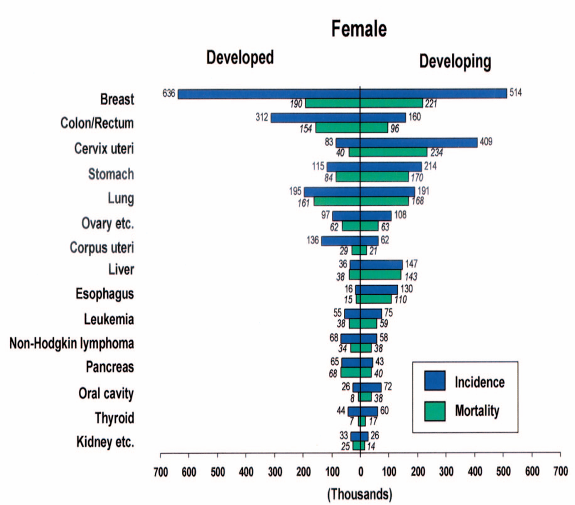 Female
Developed Developing
Breast 636 514
190 221
Colon/Rectum 312 160
154 96
Cervix uteri 83 409
40 234
Stomach 115 214
84 170
Lung 195 191
161 168
Ovary etc. 97 108
62 63
Corpus uteri 136 62
29 21
Liver 36 147
38 143
Esophagus 16 130
15 110
Leukemia 55 75
38 59
Non-Hodgkin lymphoma 68 58
34 38
Pancreas 65 43
68 40
Oral cavity 26 72
8 38
Thyroid 44 60
7 17
Kidney etc. 33 26
25 14
Incidence
Mortality
700 600 500 400 300 200 100 0 100 200 300 400 500 600 700
(Thousands)